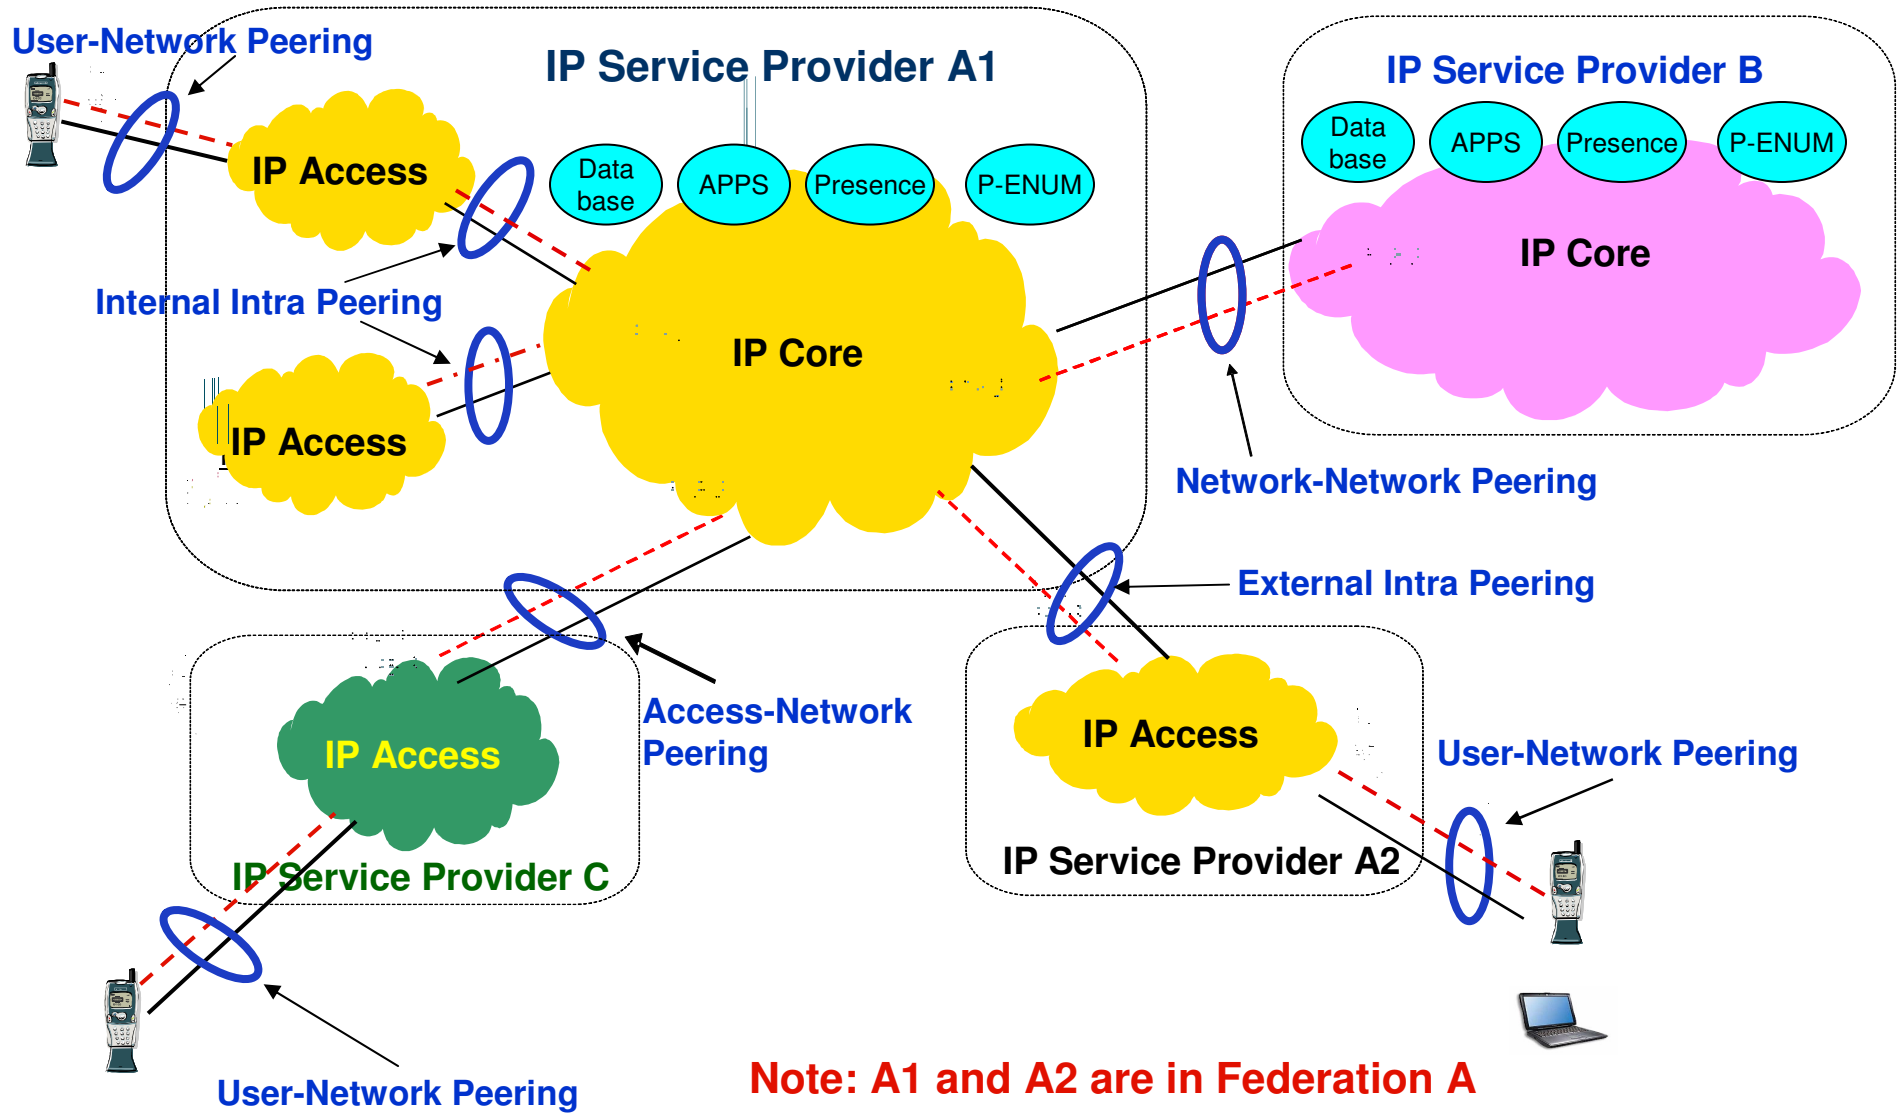 User-Network Peering
IP Service Provider A1
IP Service Provider B
Data
base
APPS
Presence
P-ENUM
Data
base
APPS
Presence
P-ENUM
IP Access
IP Core
Internal Intra Peering
IP Core
IP Access
Network-Network Peering
External Intra Peering
Access-Network
Peering
IP Access
IP Access
User-Network Peering
IP Service Provider C
IP Service Provider A2
User-Network Peering
Note: A1 and A2 are in Federation A